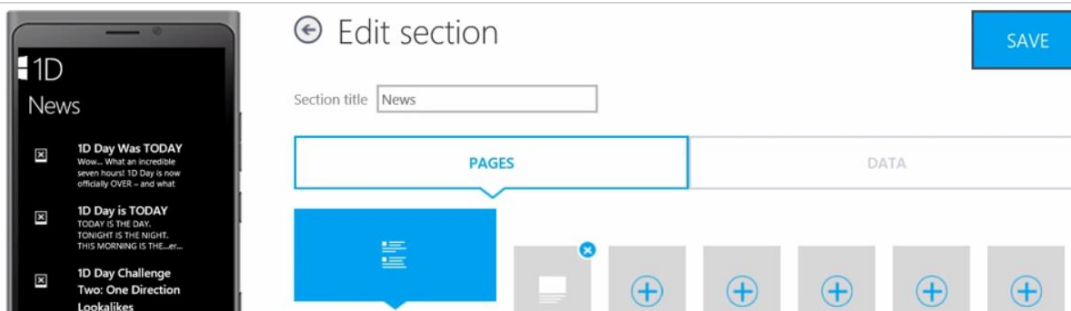 Edit section
SAVE
1D
News
Section title News
PAGES
DATA
1D Day Was TODAY
Wow... What an incredible
seven hours! 1D Day is now
officially OVER – and what
1D Day is TODAY
TODAY IS THE DAY.
TONIGHT IS THE NIGHT.
THIS MORNING IS THE...er...
1D Day Challenge
Two: One Direction
Lookalikes